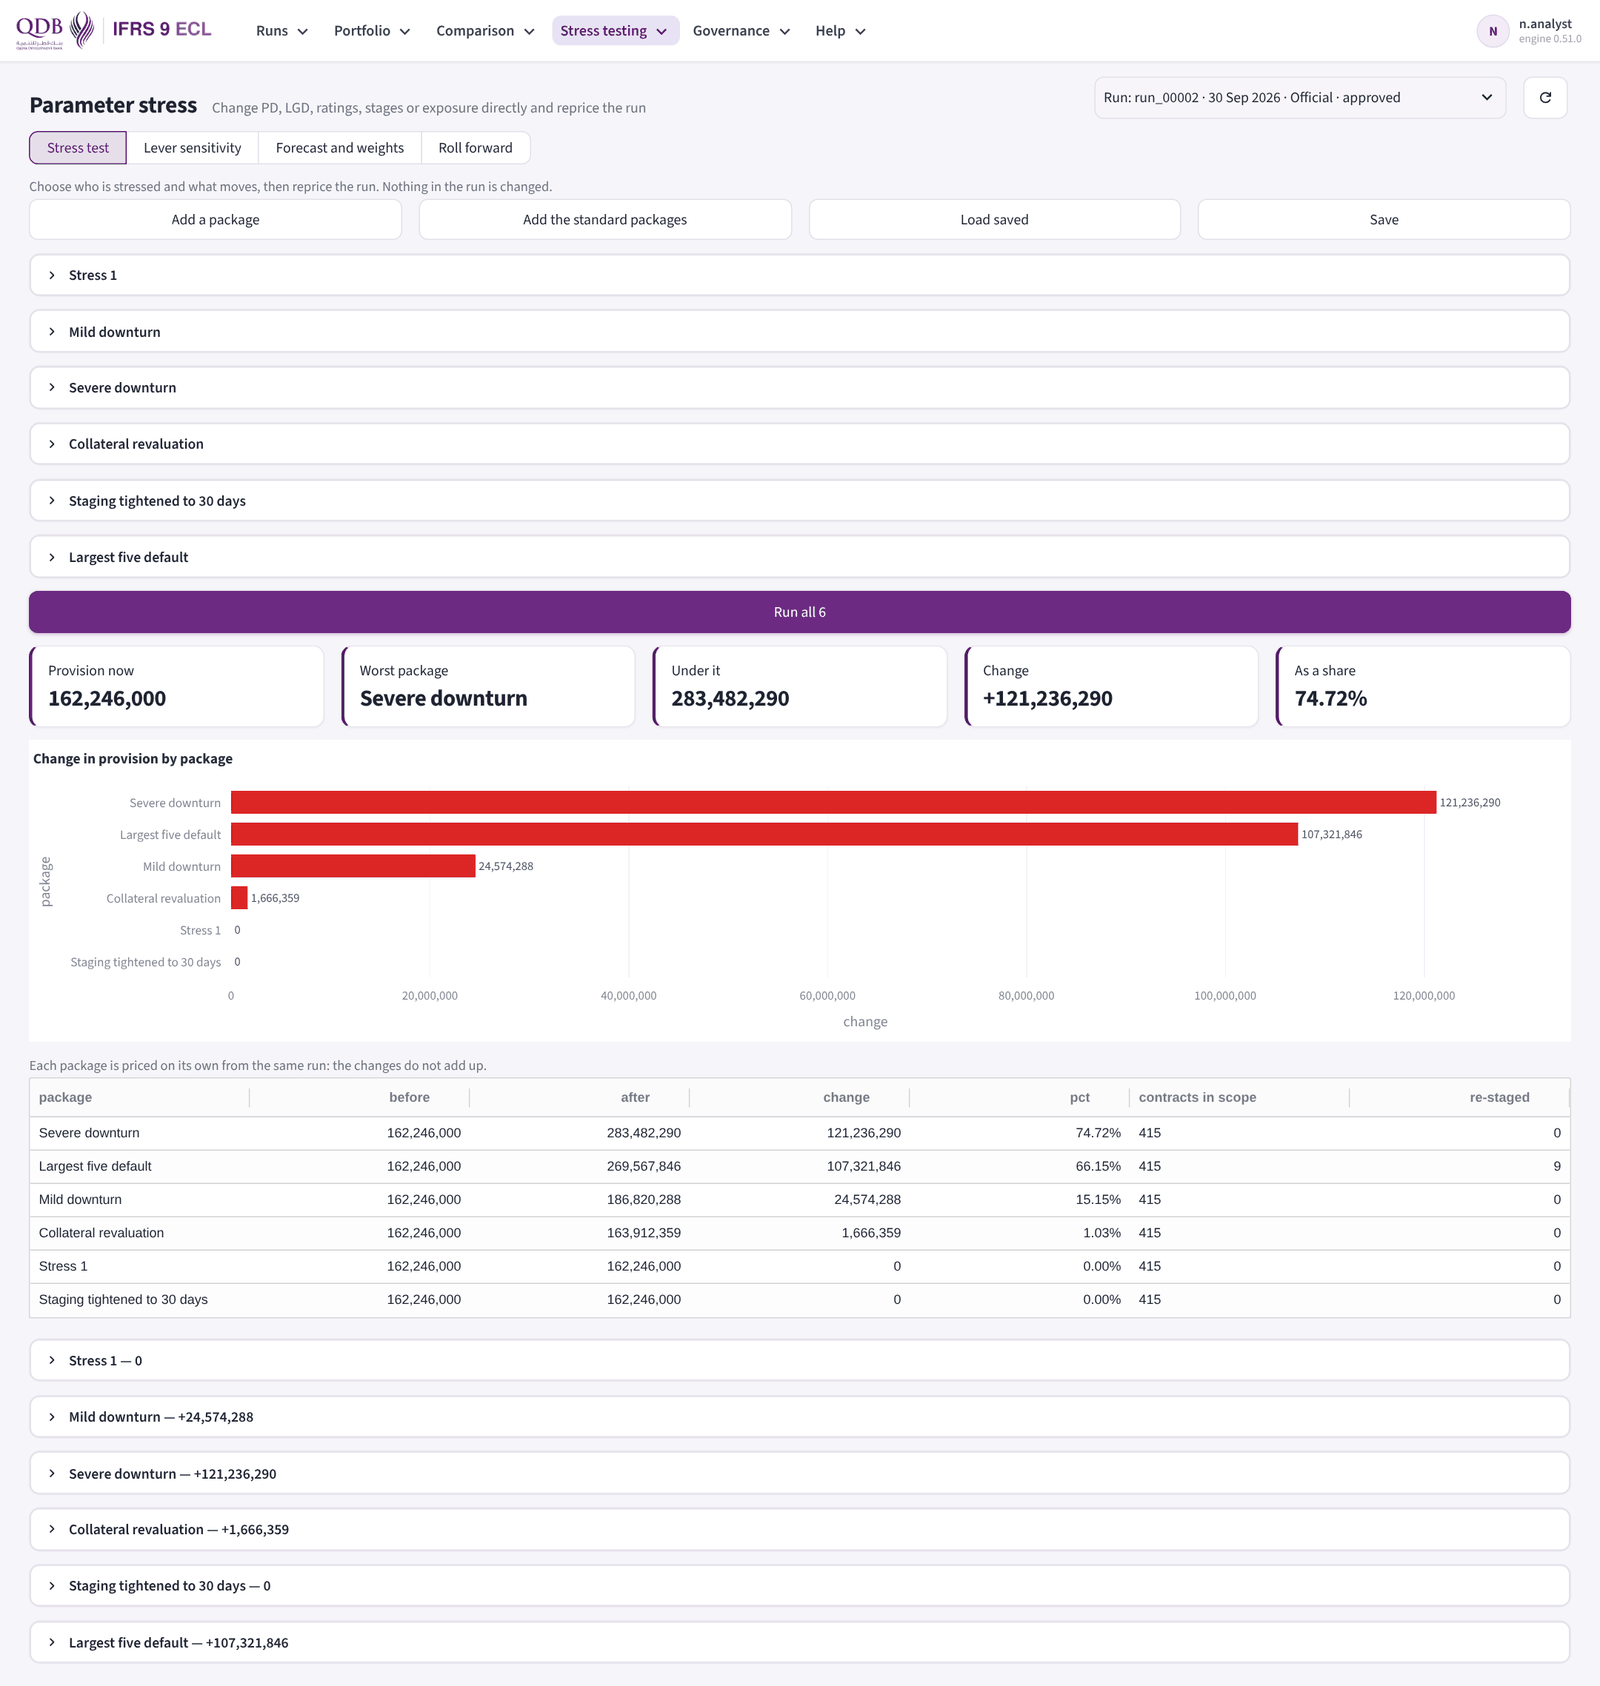 QDB
IFRS 9 ECL
Runs
Portfolio
Comparison
Stress testing
Governance
Help
N
n.analyst
engine 0.51.0
Parameter stress
Change PD, LGD, ratings, stages or exposure directly and reprice the run
Run: run_00002 · 30 Sep 2026 · Official · approved
Stress test
Lever sensitivity
Forecast and weights
Roll forward
Choose who is stressed and what moves, then reprice the run. Nothing in the run is changed.
Add a package
Add the standard packages
Load saved
Save
Stress 1
Mild downturn
Severe downturn
Collateral revaluation
Staging tightened to 30 days
Largest five default
Run all 6
Provision now
162,246,000
Worst package
Severe downturn
Under it
283,482,290
Change
+121,236,290
As a share
74.72%
Change in provision by package
package
Severe downturn 121,236,290
Largest five default 107,321,846
Mild downturn 24,574,288
Collateral revaluation 1,666,359
Stress 1 0
Staging tightened to 30 days 0
0 20,000,000 40,000,000 60,000,000 80,000,000 100,000,000 120,000,000
change
Each package is priced on its own from the same run: the changes do not add up.
package before after change pct contracts in scope re-staged
Severe downturn 162,246,000 283,482,290 121,236,290 74.72% 415 0
Largest five default 162,246,000 269,567,846 107,321,846 66.15% 415 9
Mild downturn 162,246,000 186,820,288 24,574,288 15.15% 415 0
Collateral revaluation 162,246,000 163,912,359 1,666,359 1.03% 415 0
Stress 1 162,246,000 162,246,000 0 0.00% 415 0
Staging tightened to 30 days 162,246,000 162,246,000 0 0.00% 415 0
Stress 1 — 0
Mild downturn — +24,574,288
Severe downturn — +121,236,290
Collateral revaluation — +1,666,359
Staging tightened to 30 days — 0
Largest five default — +107,321,846